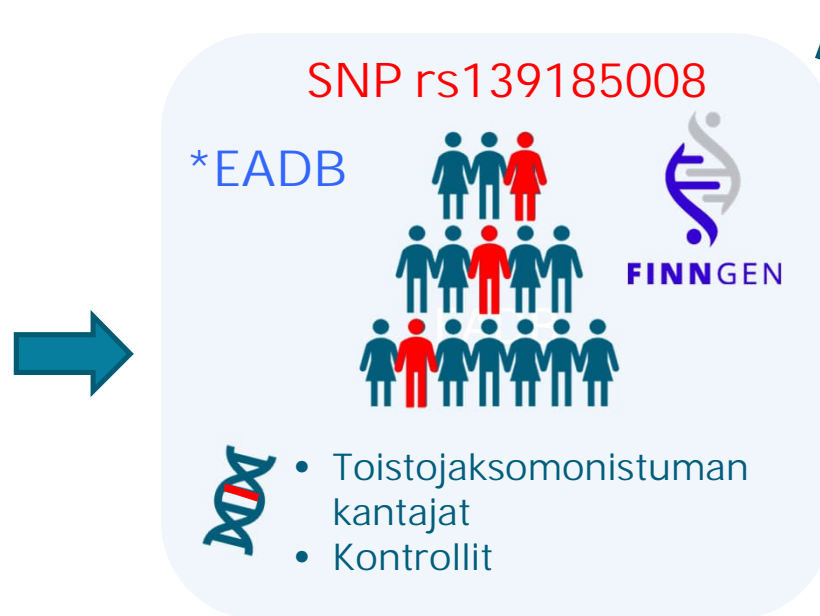 SNP rs139185008
*EADB
FINNGEN
• Toistojaksomonistuman
kantajat
• Kontrollit